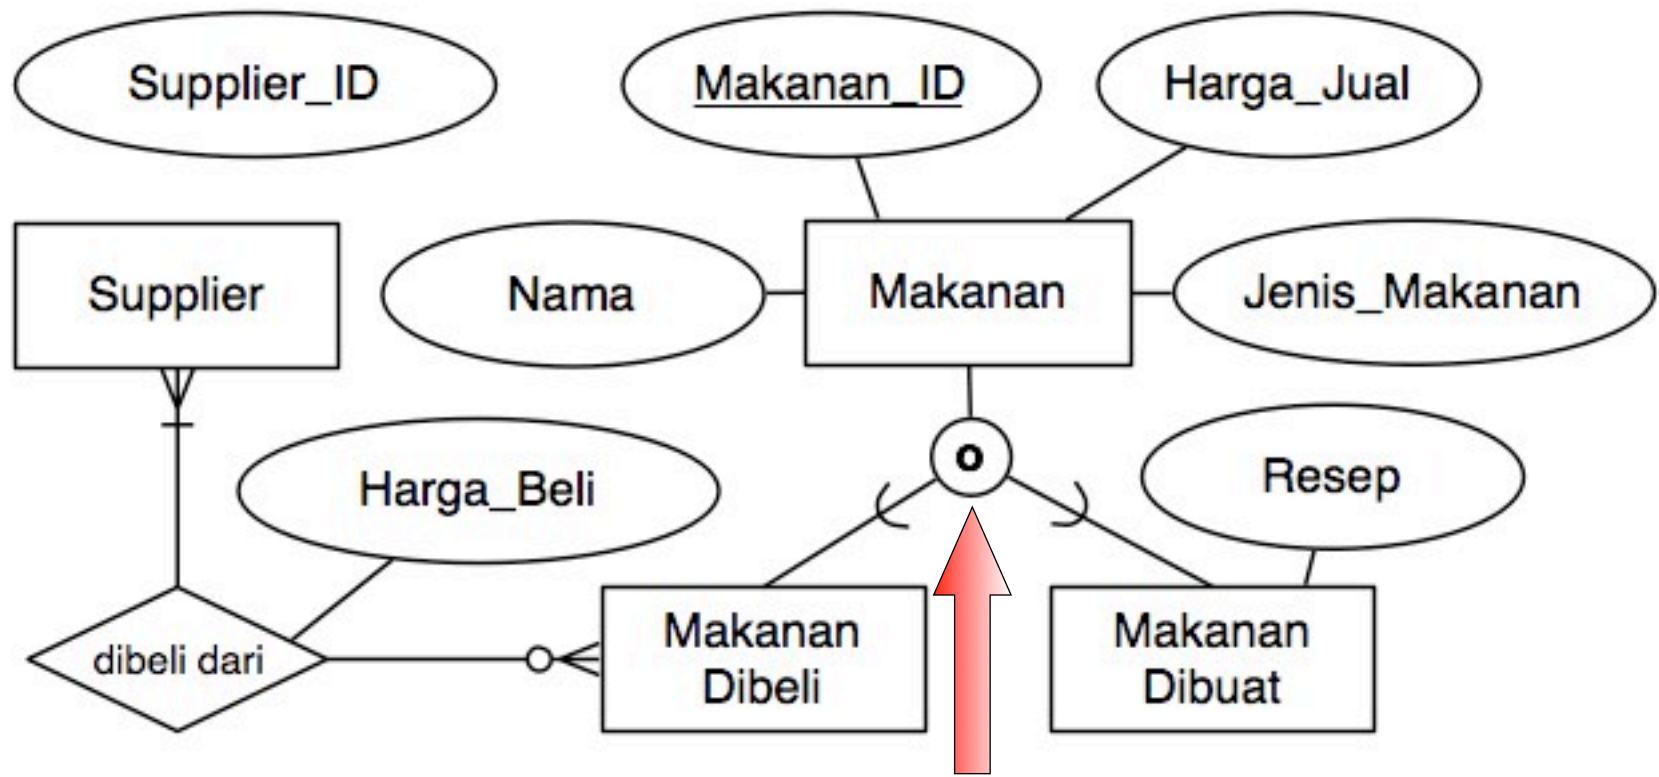 Supplier_ID
Makanan_ID
Harga_Jual
Supplier
Nama
Makanan
Jenis_Makanan
Harga_Beli
o
Resep
dibeli dari
Makanan
Dibeli
Makanan
Dibuat